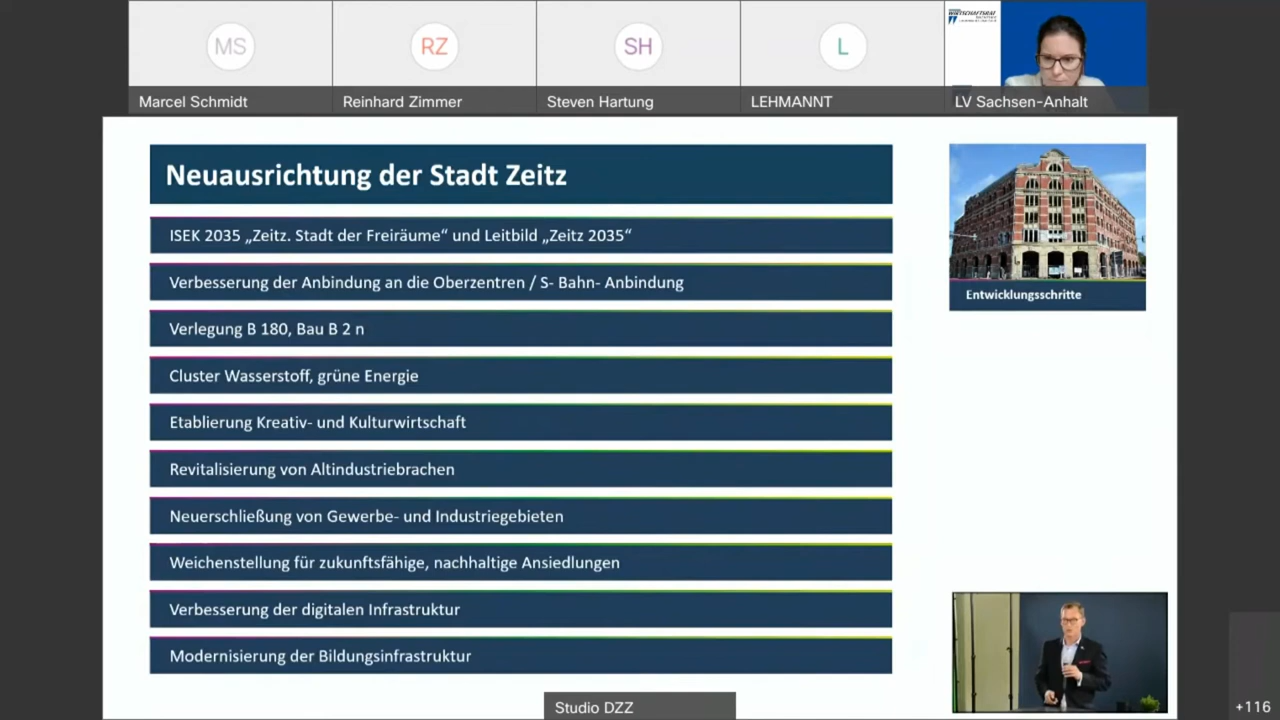 MS
RZ
SH
L
WIRTSCHAFTSRAT
Marcel Schmidt
Reinhard Zimmer
Steven Hartung
LEHMANNT
LV Sachsen-Anhalt
Neuausrichtung der Stadt Zeitz
ISEK 2035 „Zeitz. Stadt der Freiräume“ und Leitbild „Zeitz 2035“
Verbesserung der Anbindung an die Oberzentren / S- Bahn- Anbindung
Verlegung B 180, Bau B 2 n
Cluster Wasserstoff, grüne Energie
Etablierung Kreativ- und Kulturwirtschaft
Revitalisierung von Altindustriebrachen
Neuerschließung von Gewerbe- und Industriegebieten
Weichenstellung für zukunftsfähige, nachhaltige Ansiedlungen
Verbesserung der digitalen Infrastruktur
Modernisierung der Bildungsinfrastruktur
Entwicklungsschritte
Studio DZZ
+116